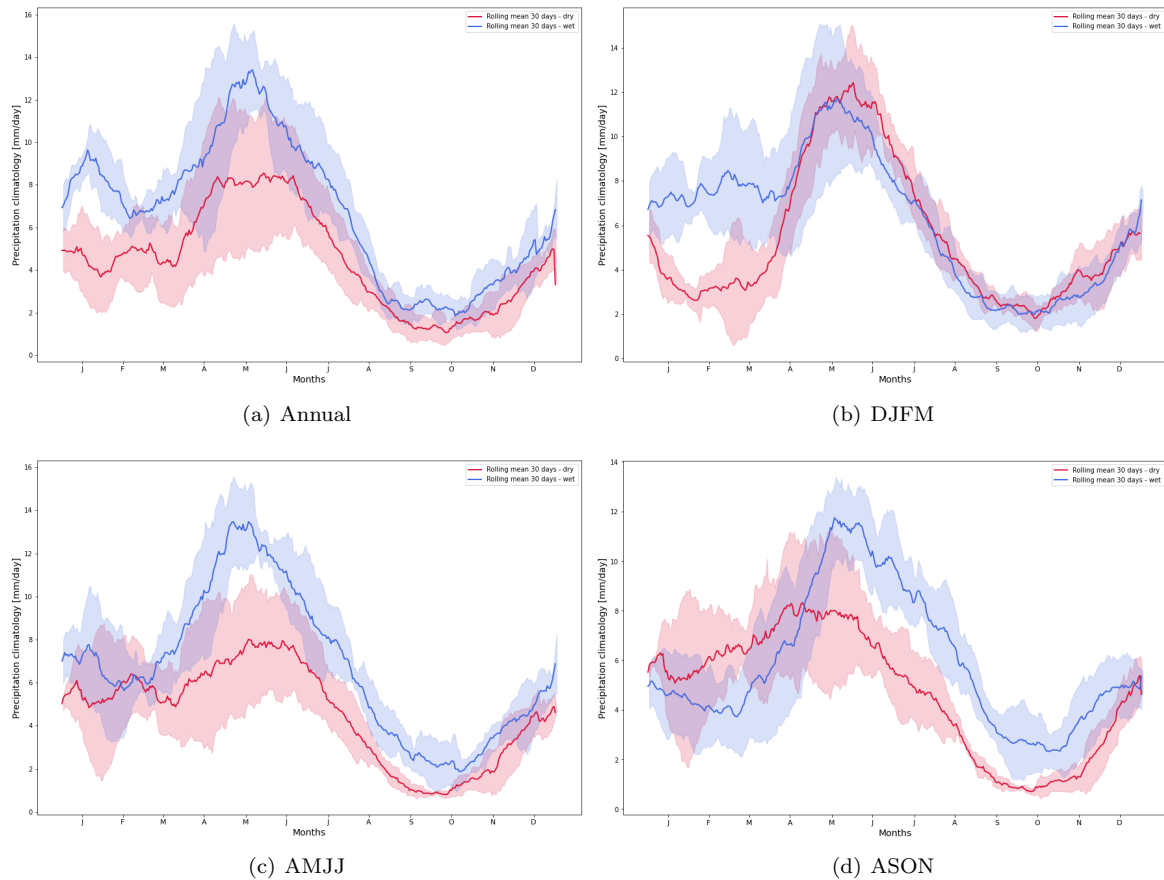 Rolling mean 30 days - dry
Rolling mean 30 days - wet
Precipitation climatology [mm/day]
16
14
12
10
8
6
4
2
0
J F M A M J J A S O N D
Months
(a) Annual
Rolling mean 30 days - dry
Rolling mean 30 days - wet
Precipitation climatology [mm/day]
14
12
10
8
6
4
2
0
J F M A M J J A S O N D
Months
(b) DJFM
Rolling mean 30 days - dry
Rolling mean 30 days - wet
Precipitation climatology [mm/day]
16
14
12
10
8
6
4
2
0
J F M A M J J A S O N D
Months
(c) AMJJ
Rolling mean 30 days - dry
Rolling mean 30 days - wet
Precipitation climatology [mm/day]
14
12
10
8
6
4
2
0
J F M A M J J A S O N D
Months
(d) ASON